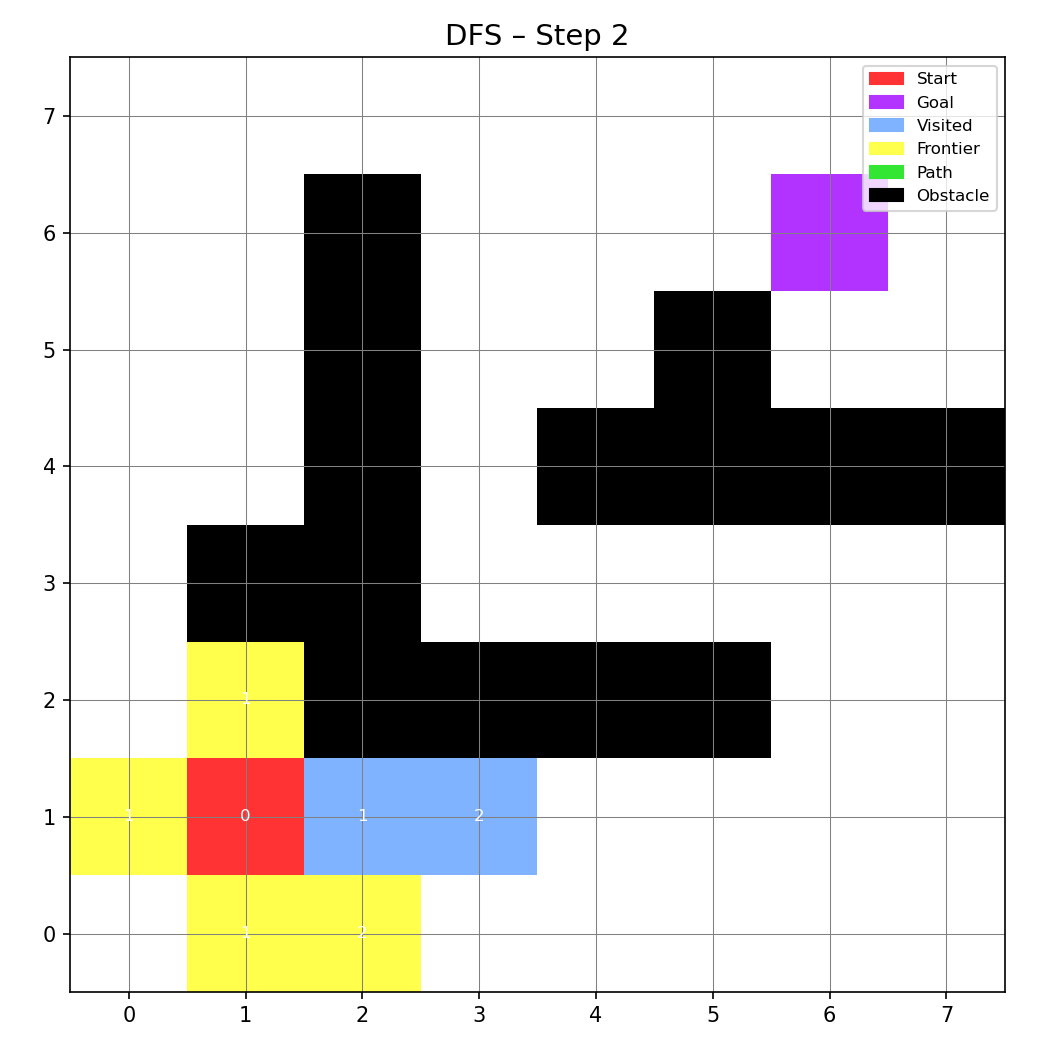 DFS – Step 2
Start
Goal
Visited
Frontier
Path
Obstacle
7
6
5
4
3
2
1
0
1
1 0 1 2
1 2
0 1 2 3 4 5 6 7